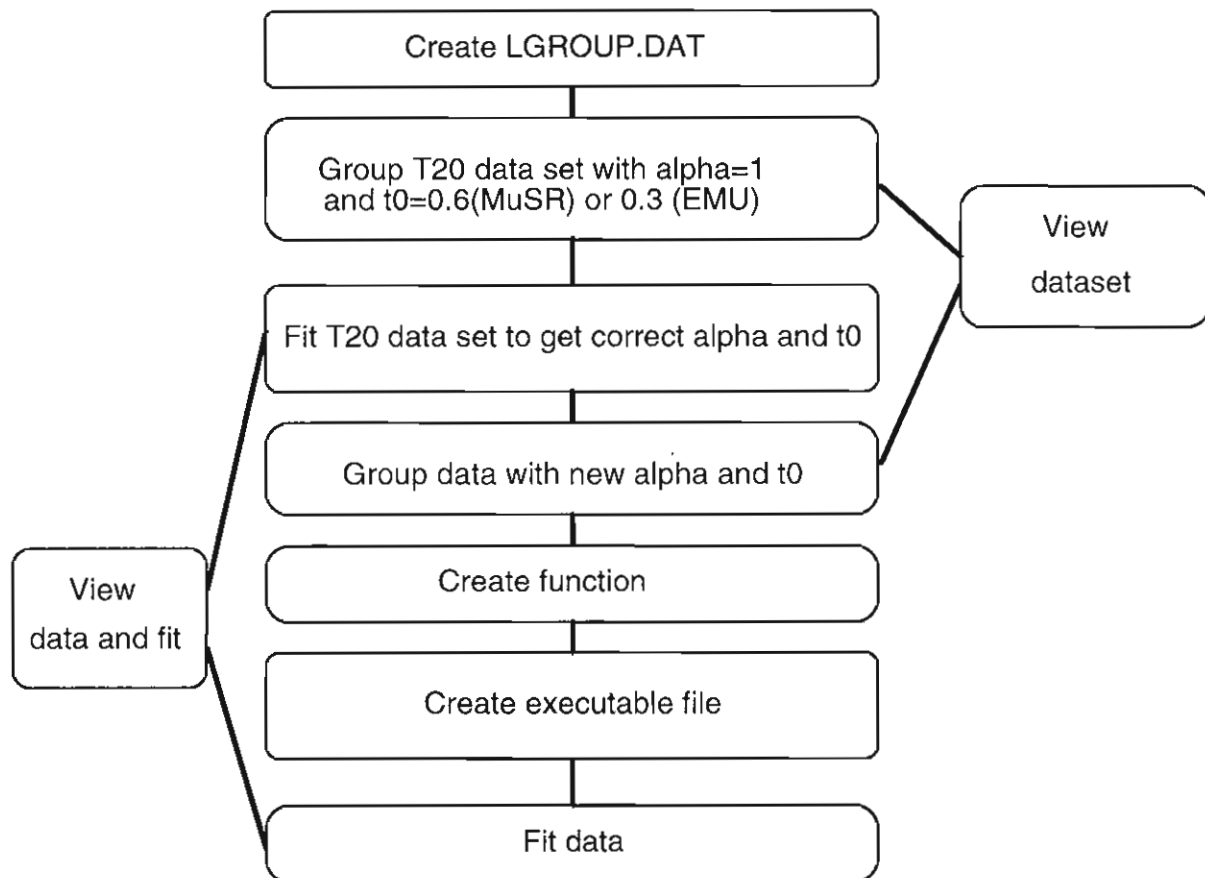 Create LGROUP.DAT
Group T20 data set with alpha=1
and t0=0.6(MuSR) or 0.3 (EMU)
View
dataset
Fit T20 data set to get correct alpha and t0
Group data with new alpha and t0
Create function
View
data and fit
Create executable file
Fit data